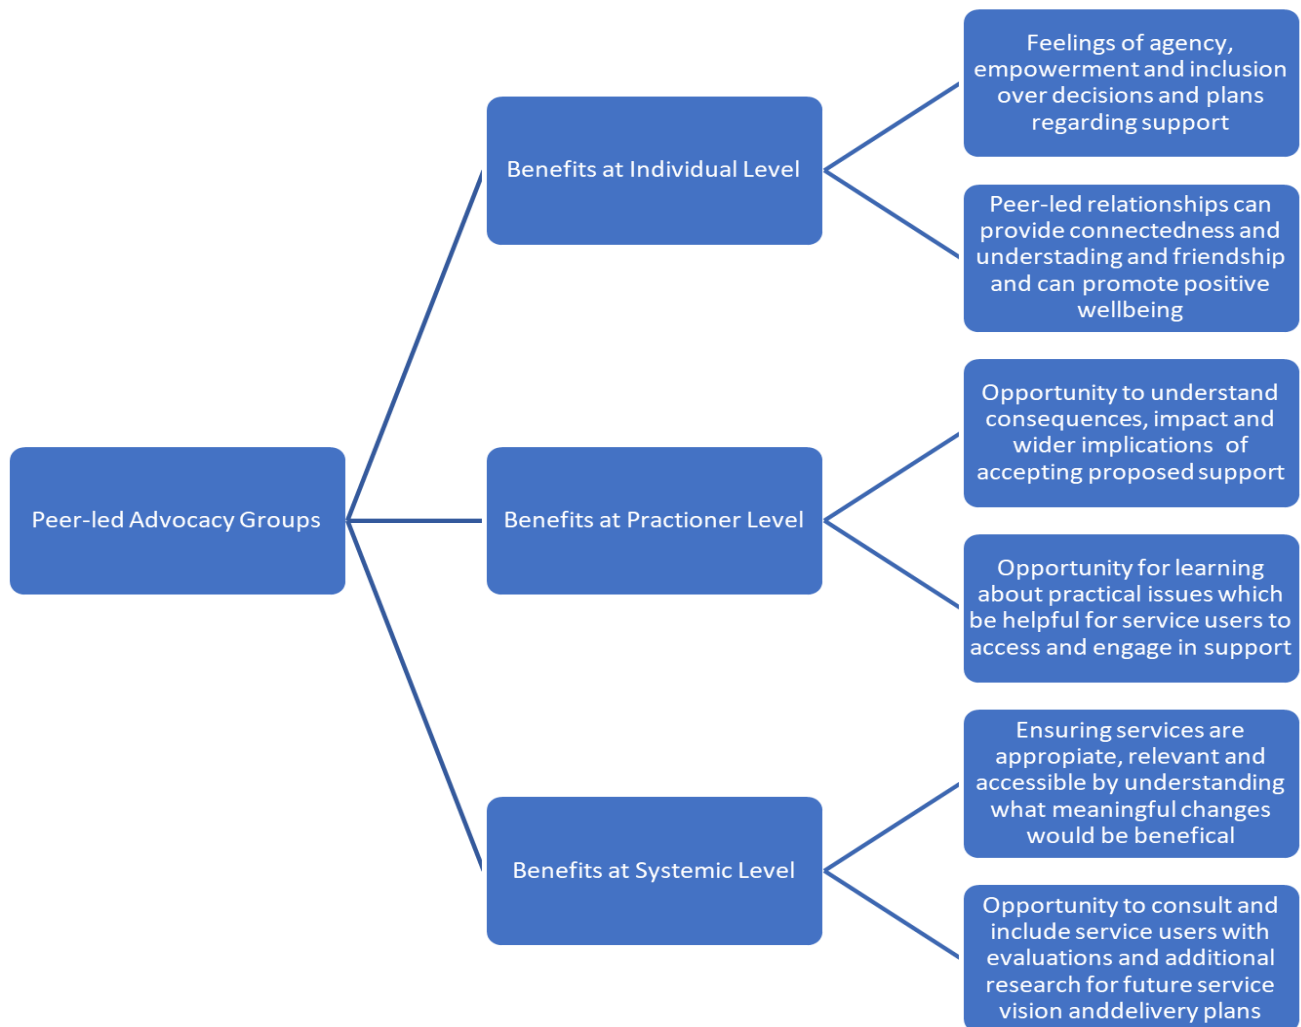 Peer-led Advocacy Groups
Benefits at Individual Level
Feelings of agency,
empowerment and inclusion
over decisions and plans
regarding support
Peer-led relationships can
provide connectedness and
understading and friendship
and can promote positive
wellbeing
Benefits at Practioner Level
Opportunity to understand
consequences, impact and
wider implications  of
accepting proposed support
Opportunity for learning
about practical issues which
be helpful for service users to
access and engage in support
Benefits at Systemic Level
Ensuring services are
appropiate, relevant and
accessible by understanding
what meaningful changes
would be benefical
Opportunity to consult and
include service users with
evaluations and additional
research for future service
vision anddelivery plans